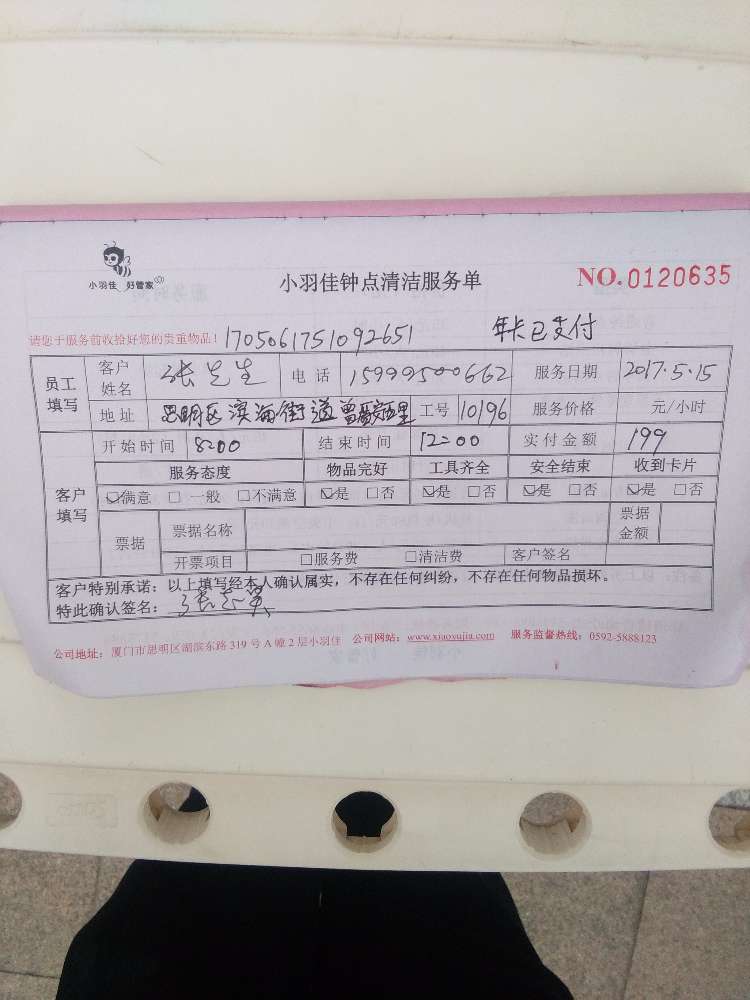 小羽佳 好管家
小羽佳钟点清洁服务单
NO.0120635
请您于服务前收拾好您的贵重物品！ 1705061751092651 年卡已支付
员工填写 客户姓名 张先生 电话 15999500662 服务日期 2017.5.15
地址 思明区滨海街道曾厝垵里 工号 10196 服务价格 元/小时
客户填写 开始时间 8:00 结束时间 12:00 实付金额 199
服务态度 物品完好 工具齐全 安全结束 收到卡片
☑满意 □一般 □不满意 ☑是 □否 ☑是 □否 ☑是 □否 ☑是 □否
票据 票据名称 票据金额
开票项目 □服务费 □清洁费 客户签名
客户特别承诺：以上填写经本人确认属实，不存在任何纠纷，不存在任何物品损坏。
特此确认签名：张
公司地址：厦门市思明区湖滨东路319号A幢2层小羽佳 公司网站：www.xiaoyujia.com 服务监督热线：0592-5888123